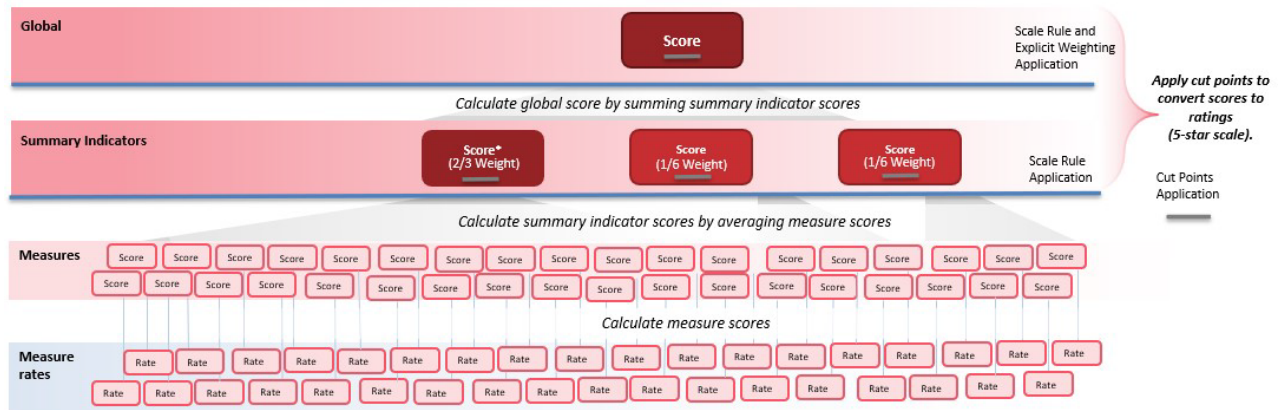 Global
Score
Scale Rule and
Explicit Weighting
Application
Calculate global score by summing summary indicator scores
Summary Indicators
Score*
(2/3 Weight)
Score
(1/6 Weight)
Score
(1/6 Weight)
Scale Rule
Application
Apply cut points to
convert scores to
ratings
(5-star scale).
Cut Points
Application
Calculate summary indicator scores by averaging measure scores
Measures
Score Score Score Score Score Score Score Score Score Score Score Score Score Score Score Score Score Score
Score Score Score Score Score Score Score Score Score Score Score Score Score Score Score Score Score Score
Calculate measure scores
Measure
rates
Rate Rate Rate Rate Rate Rate Rate Rate Rate Rate Rate Rate Rate Rate Rate Rate Rate Rate
Rate Rate Rate Rate Rate Rate Rate Rate Rate Rate Rate Rate Rate Rate Rate Rate Rate Rate